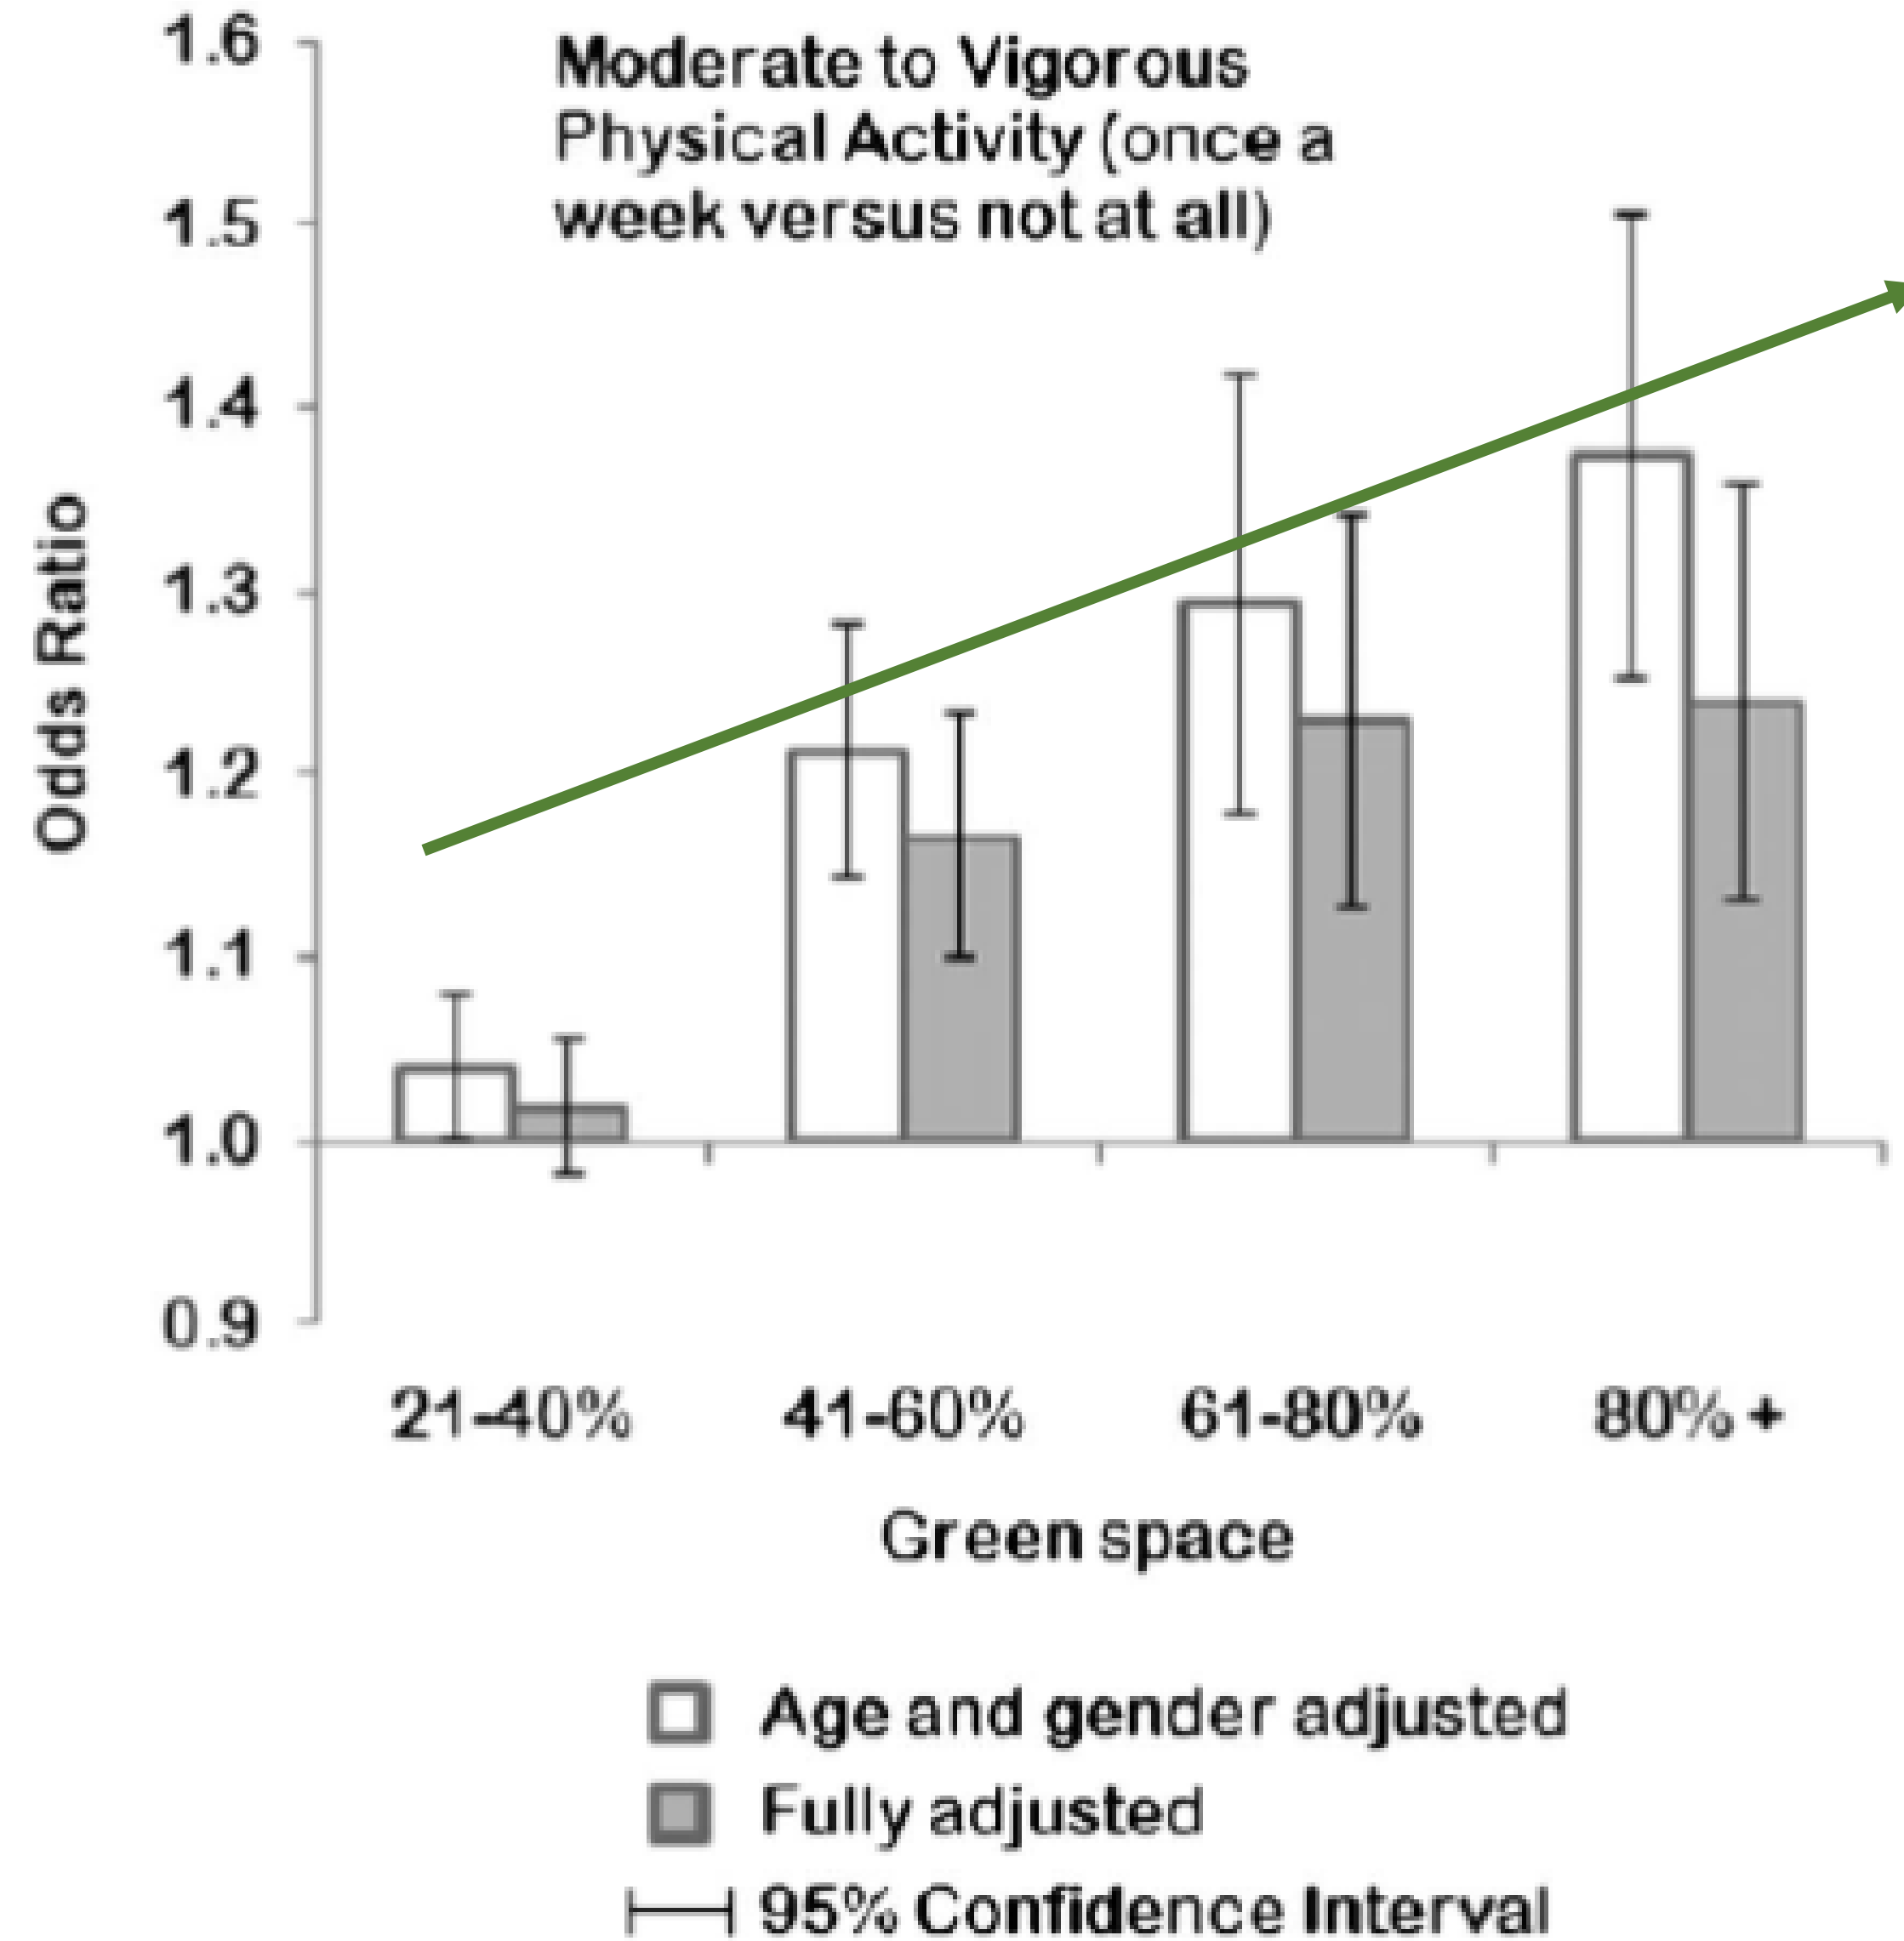 Moderate to Vigorous
Physical Activity (once a
week versus not at all)
1.6
1.5
1.4
1.3
1.2
1.1
1.0
0.9
Odds Ratio
21-40% 41-60% 61-80% 80% +
Green space
Age and gender adjusted
Fully adjusted
95% Confidence Interval